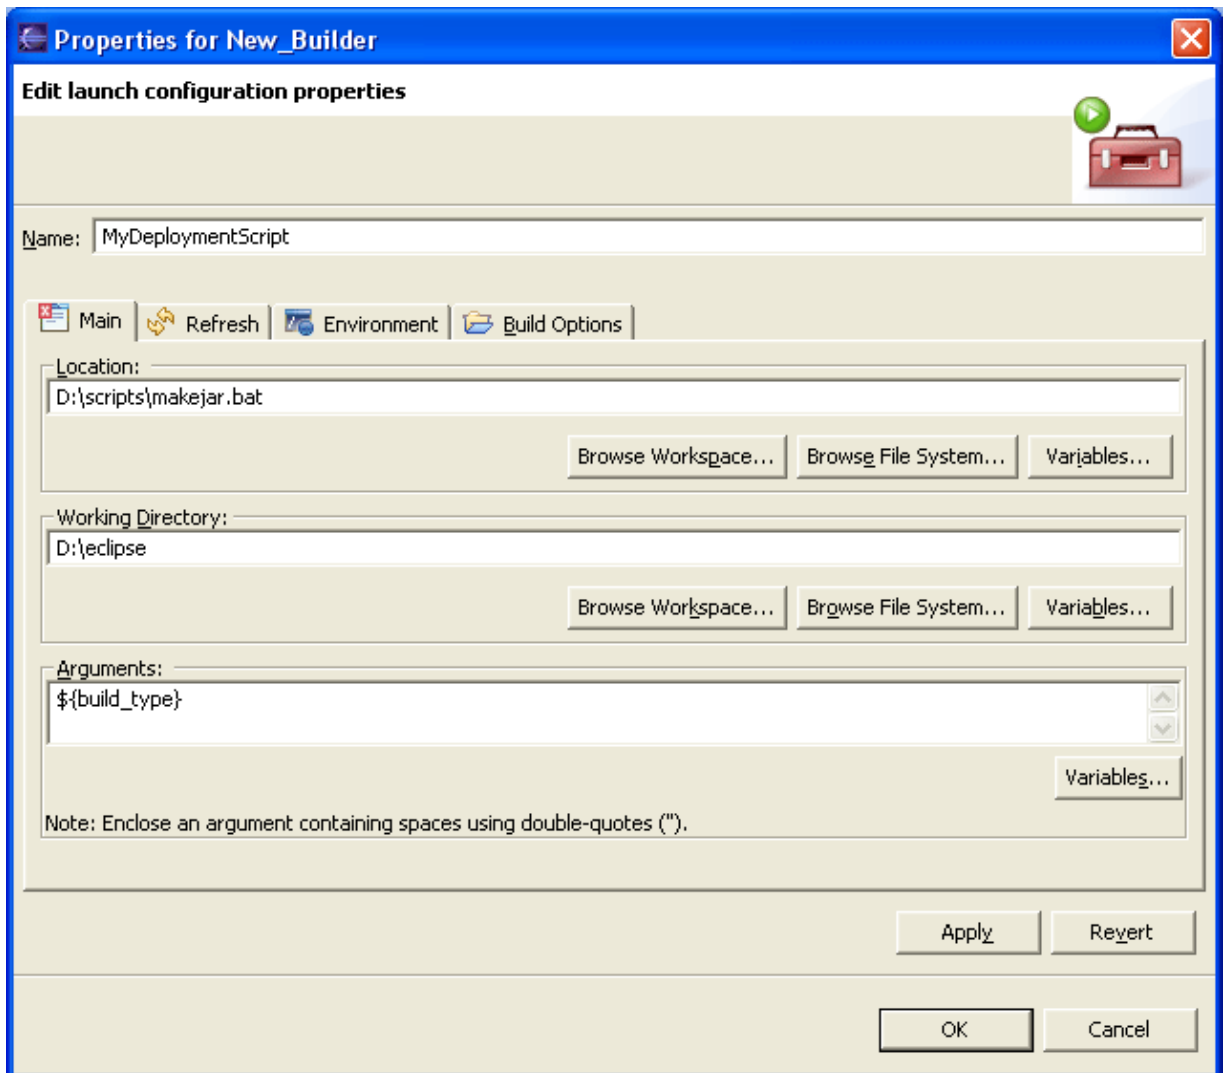 Properties for New_Builder
Edit launch configuration properties
Name: MyDeploymentScript
Main Refresh Environment Build Options
Location:
D:\scripts\makejar.bat
Browse Workspace... Browse File System... Variables...
Working Directory:
D:\eclipse
Browse Workspace... Browse File System... Variables...
Arguments:
${build_type}
Variables...
Note: Enclose an argument containing spaces using double-quotes (").
Apply Revert
OK Cancel